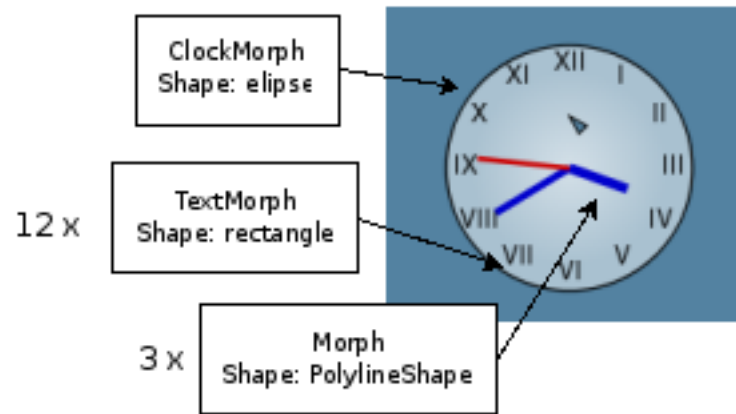 ClockMorph
Shape: elipse
12 x
TextMorph
Shape: rectangle
3 x
Morph
Shape: PolylineShape
XII
I
II
III
IV
V
VI
VII
VIII
IX
X
XI